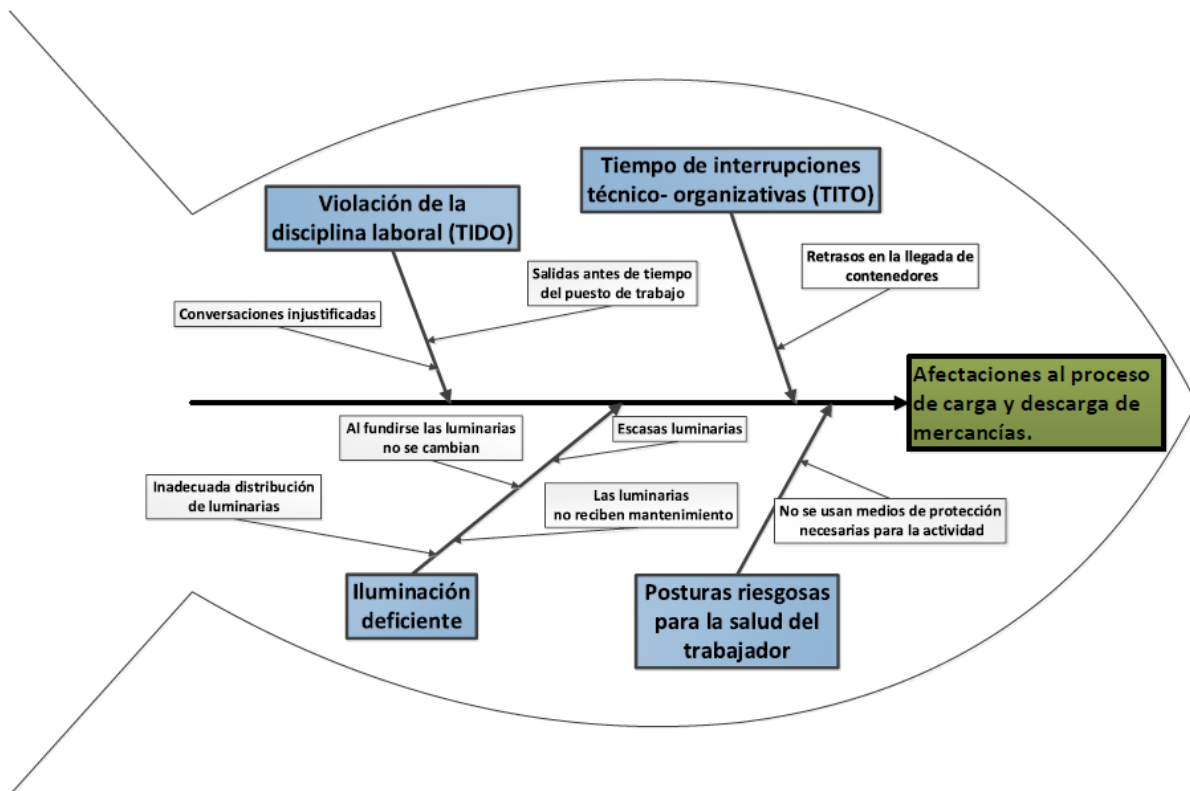 Tiempo de interrupciones
técnico- organizativas (TITO)
Violación de la
disciplina laboral (TIDO)
Retrasos en la llegada de
contenedores
Salidas antes de tiempo
del puesto de trabajo
Conversaciones injustificadas
Afectaciones al proceso
de carga y descarga de
mercancías.
Al fundirse las luminarias
no se cambian
Escasas luminarias
Inadecuada distribución
de luminarias
Las luminarias
no reciben mantenimiento
No se usan medios de protección
necesarias para la actividad
Iluminación
deficiente
Posturas riesgosas
para la salud del
trabajador